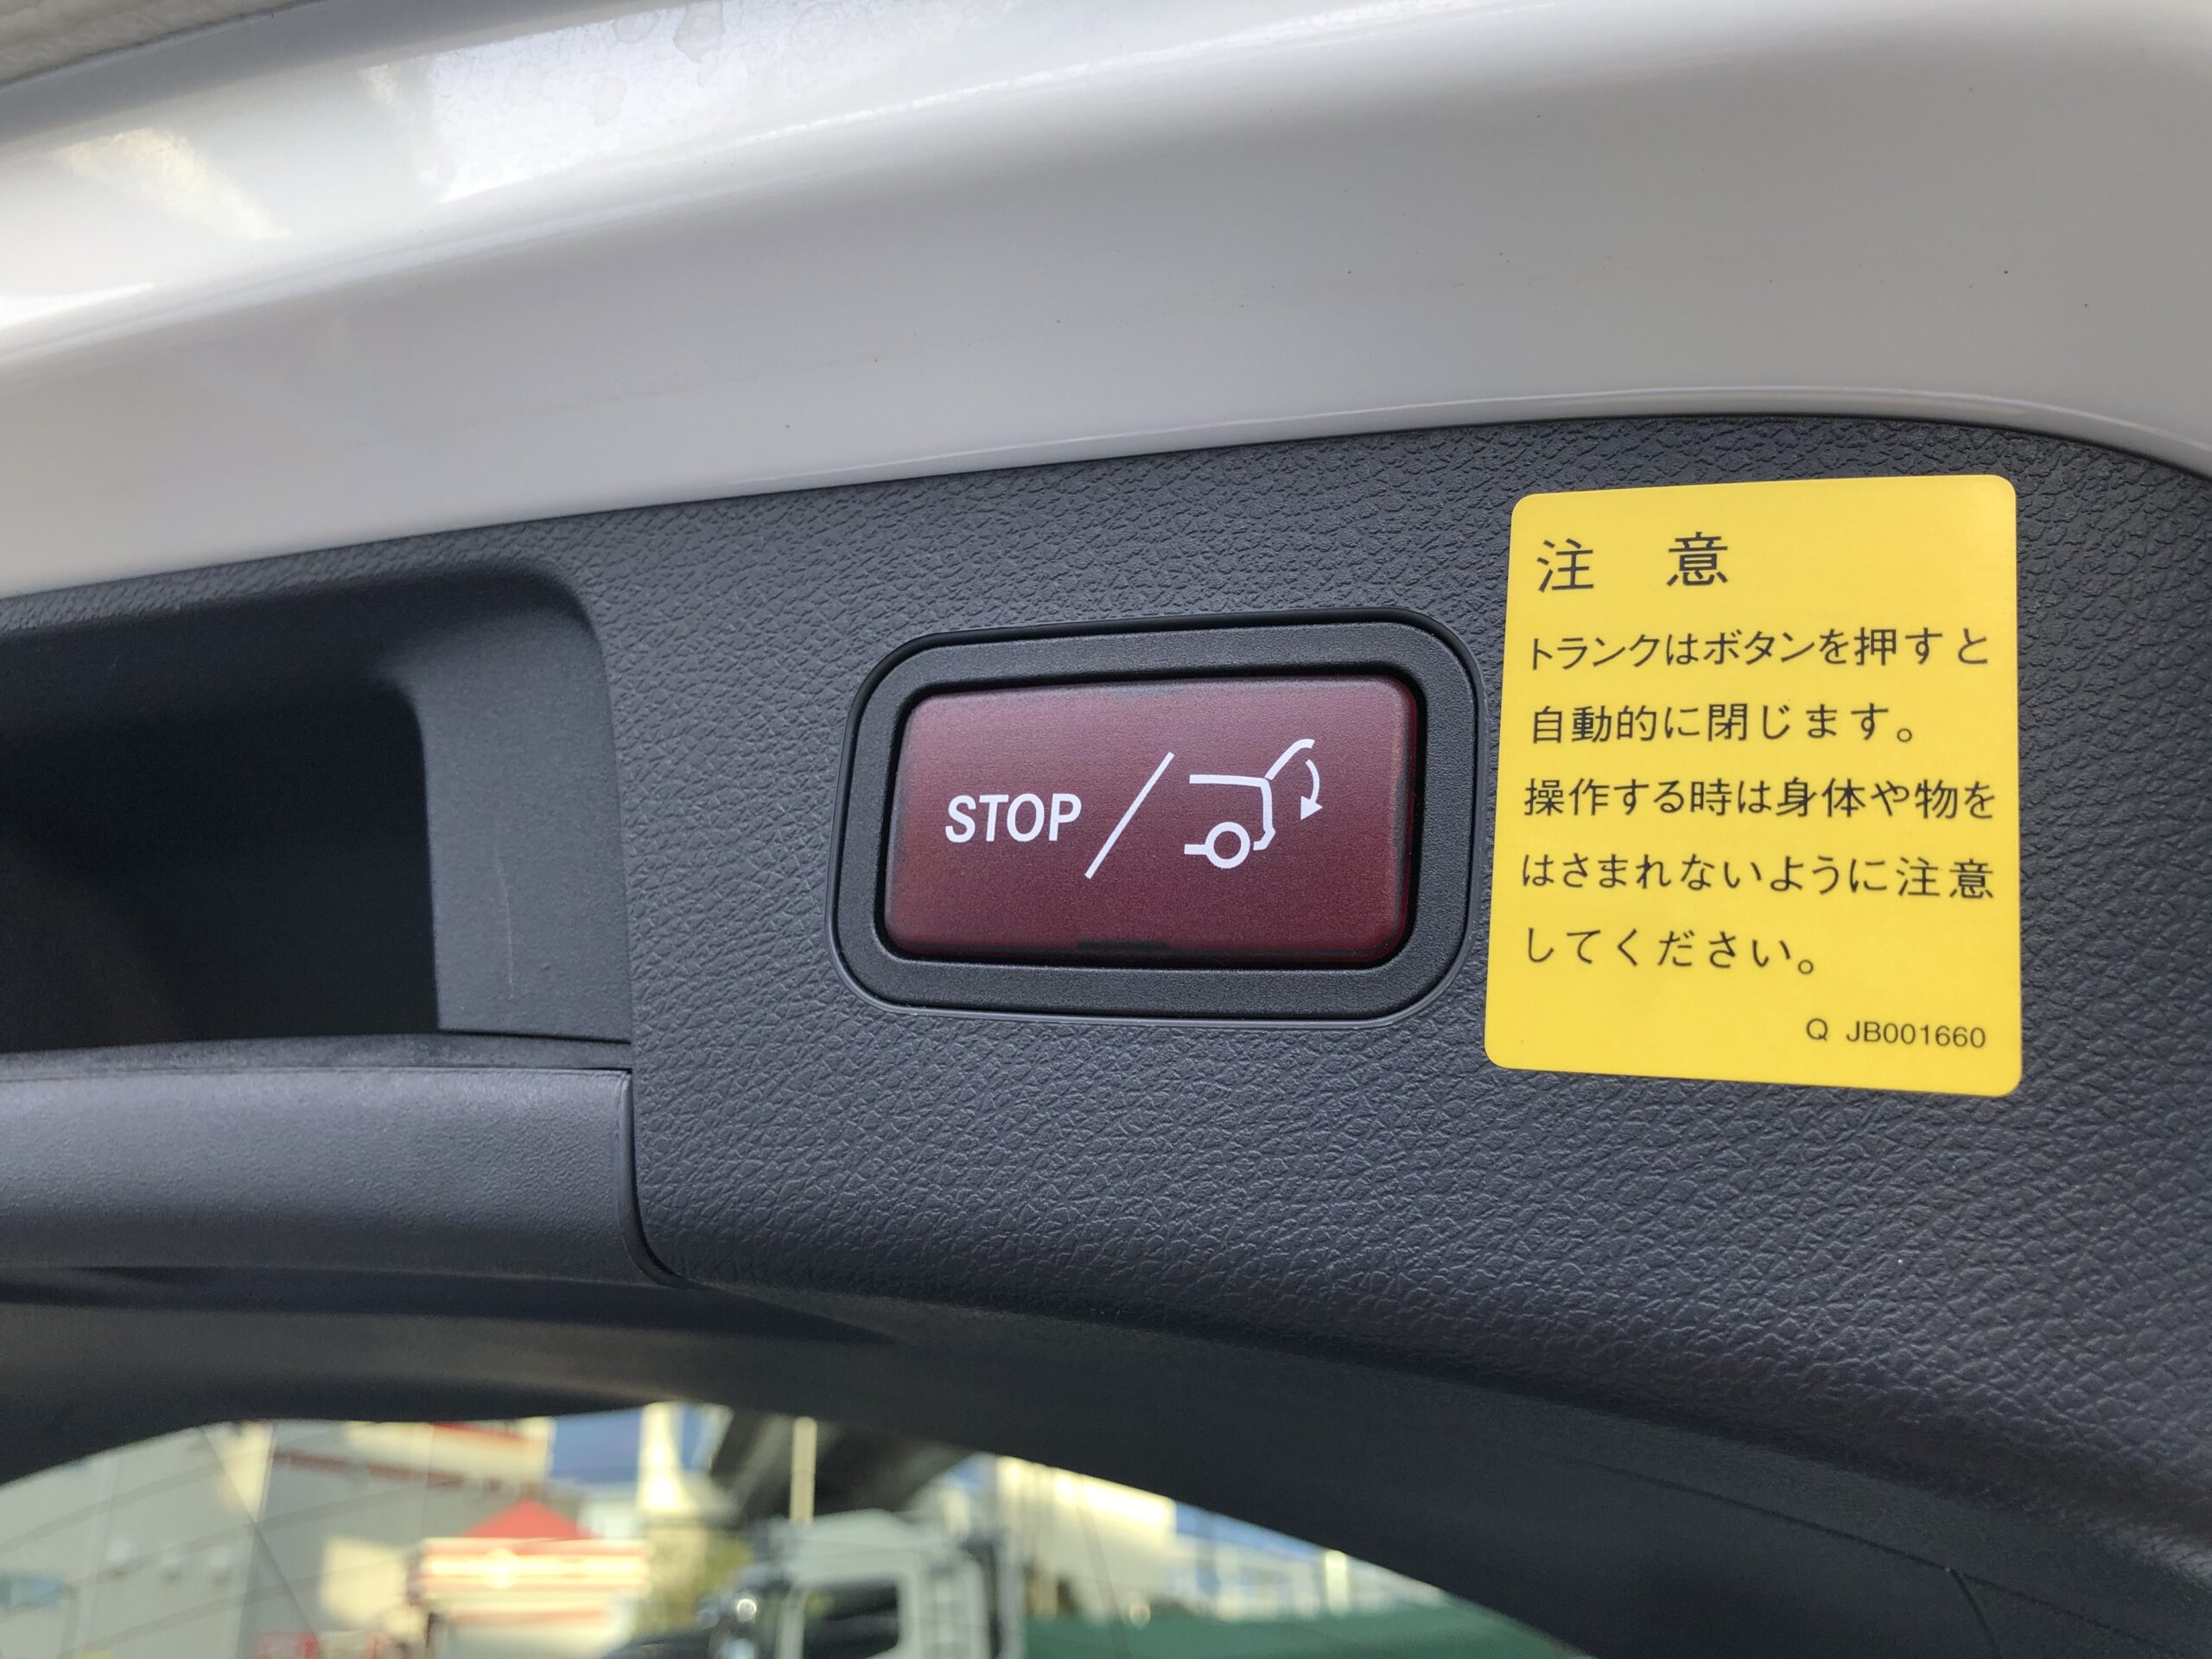 STOP
注 意
トランクはボタンを押すと
自動的に閉じます。
操作する時は身体や物を
はさまれないように注意
してください。
Q JB001660